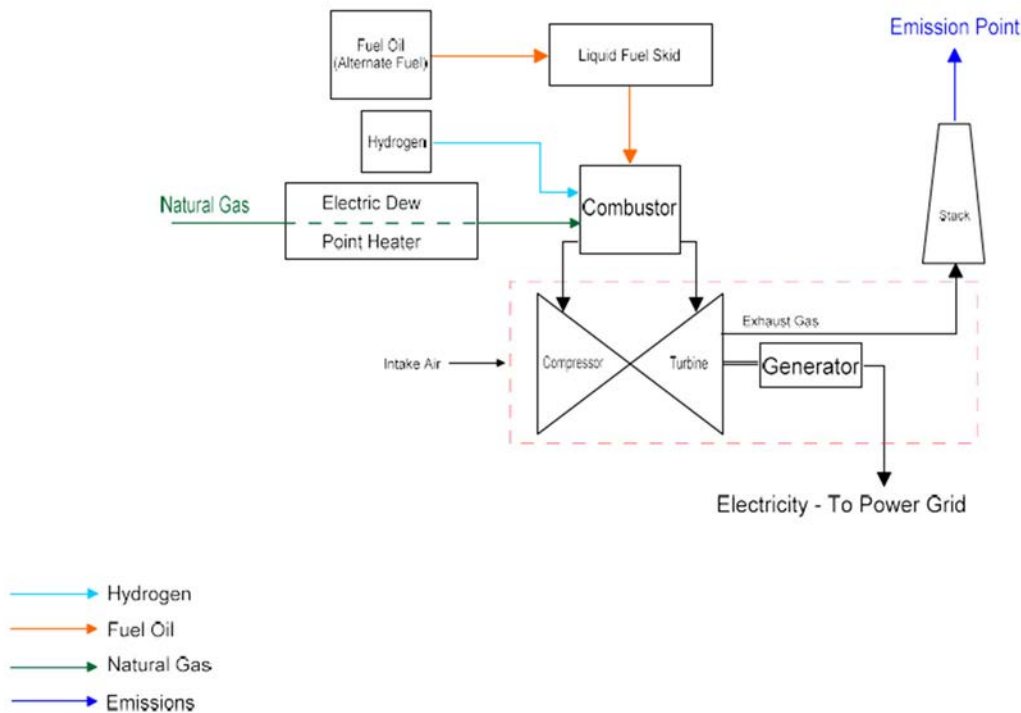 Emission Point
Fuel Oil
(Alternate Fuel)
Liquid Fuel Skid
Hydrogen
Natural Gas
Electric Dew
Point Heater
Combustor
Stack
Exhaust Gas
Intake Air
Compressor
Turbine
Generator
Electricity - To Power Grid
Hydrogen
Fuel Oil
Natural Gas
Emissions